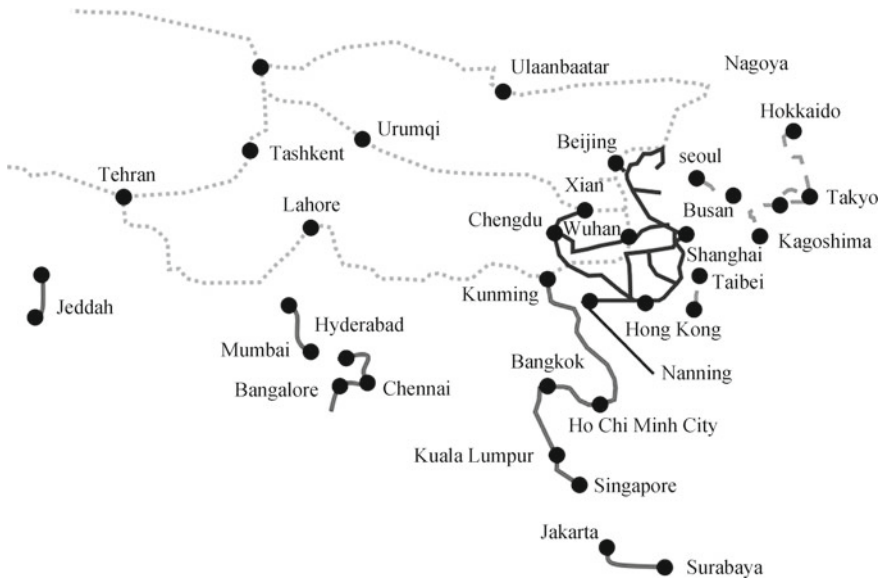 Nagoya
Ulaanbaatar
Hokkaido
Urumqi
Beijing
Tashkent
seoul
Tehran
Xian
Takyo
Lahore
Busan
Chengdu
Wuhan
Kagoshima
Shanghai
Taibei
Kunming
Jeddah
Hyderabad
Hong Kong
Mumbai
Bangkok
Nanning
Bangalore
Chennai
Ho Chi Minh City
Kuala Lumpur
Singapore
Jakarta
Surabaya